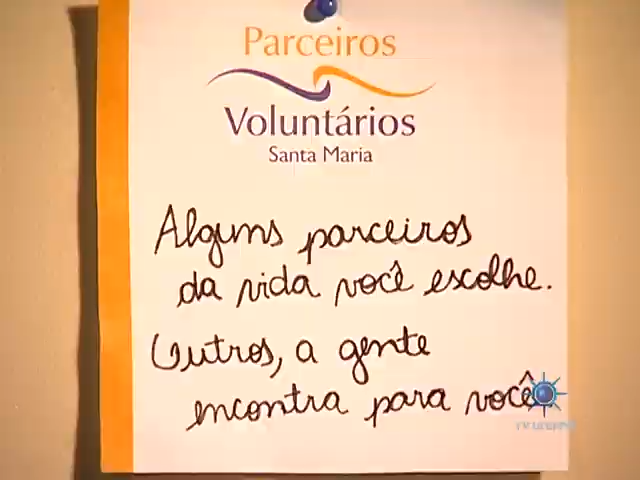 Parceiros
Voluntários
Santa Maria
Alguns parceiros
da vida você escolhe.
Outros, a gente
encontra para você